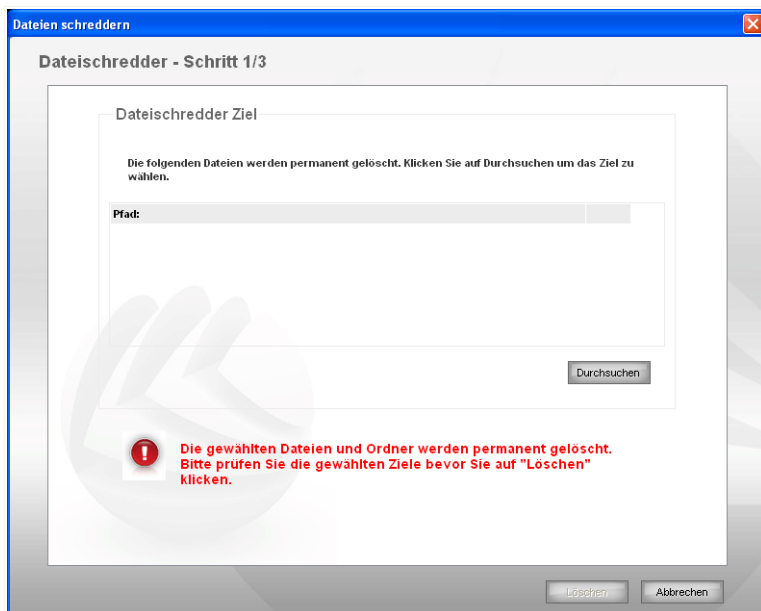 Dateien schreddern
Dateischredder - Schritt 1/3
Dateischredder Ziel
Die folgenden Dateien werden permanent gelöscht. Klicken Sie auf Durchsuchen um das Ziel zu
wählen.
Pfad:
Durchsuchen
Die gewählten Dateien und Ordner werden permanent gelöscht.
Bitte prüfen Sie die gewählten Ziele bevor Sie auf "Löschen"
klicken.
Löschen
Abbrechen